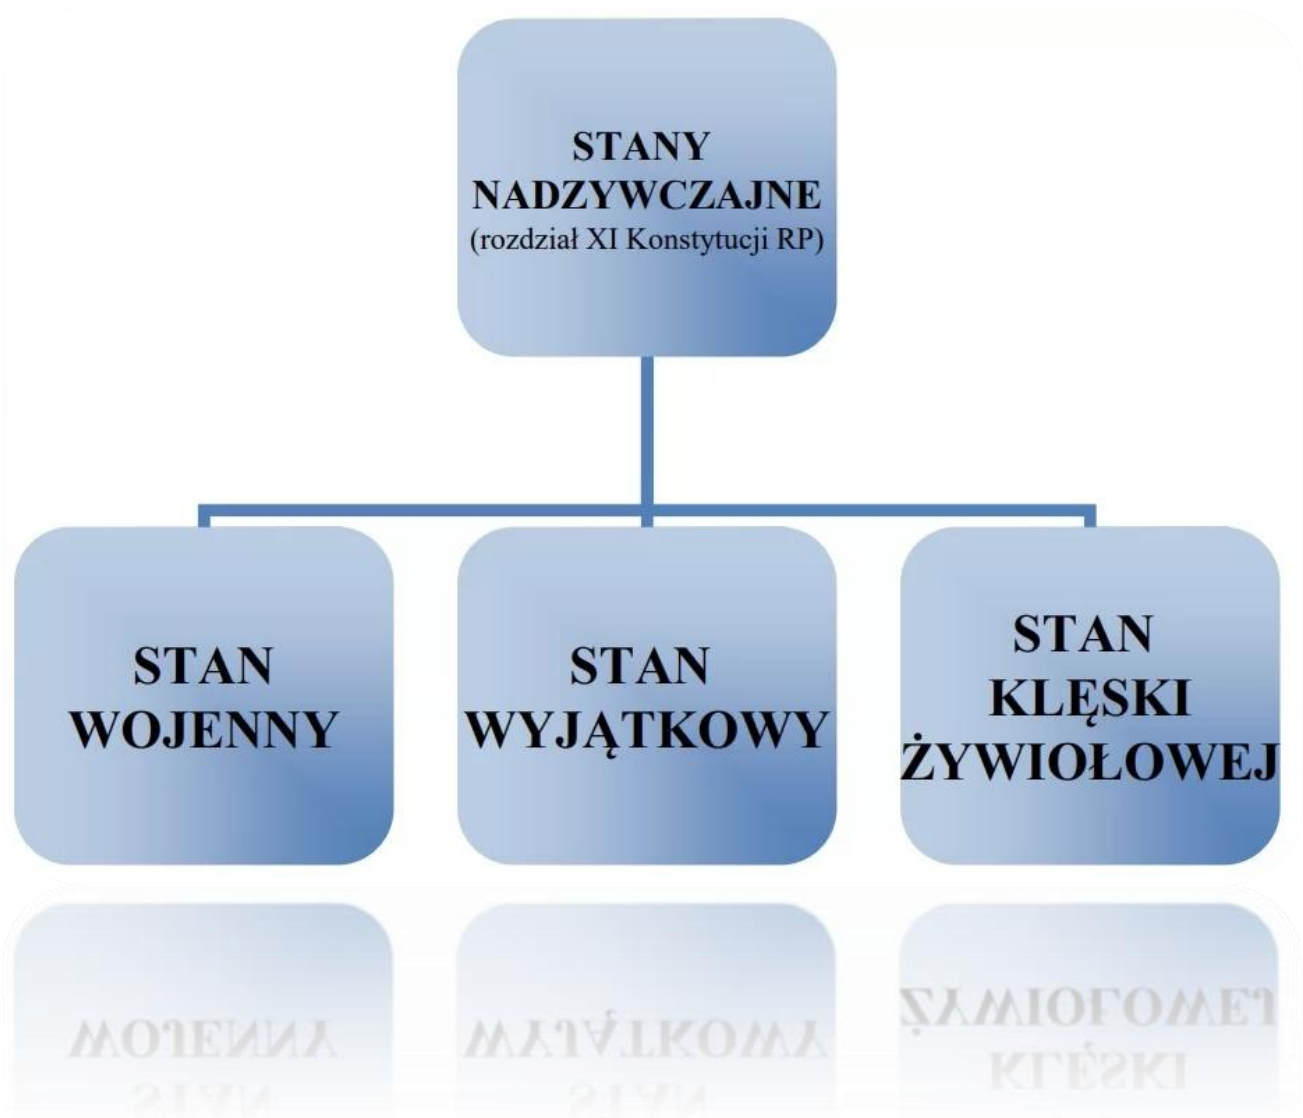 STANY
NADZYWCZAJNE
(rozdział XI Konstytucji RP)
STAN
WOJENNY
STAN
WYJĄTKOWY
STAN
KLĘSKI
ŻYWIOŁOWEJ